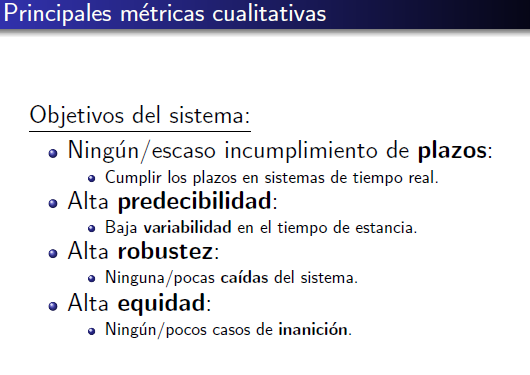 Principales métricas cualitativas
Objetivos del sistema:
Ningún/escaso incumplimiento de plazos:
Cumplir los plazos en sistemas de tiempo real.
Alta predecibilidad:
Baja variabilidad en el tiempo de estancia.
Alta robustez:
Ninguna/pocas caídas del sistema.
Alta equidad:
Ningún/pocos casos de inanición.